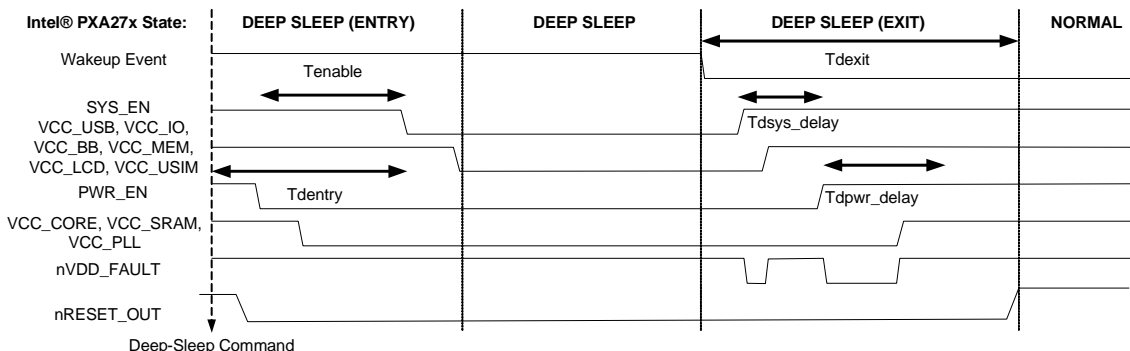 Intel® PXA27x State: DEEP SLEEP (ENTRY) DEEP SLEEP DEEP SLEEP (EXIT) NORMAL
Wakeup Event
Tdexit
Tenable
SYS_EN
Tdsys_delay
VCC_USB, VCC_IO,
VCC_BB, VCC_MEM,
VCC_LCD, VCC_USIM
PWR_EN Tdentry Tdpwr_delay
VCC_CORE, VCC_SRAM,
VCC_PLL
nVDD_FAULT
nRESET_OUT
Deep-Sleep Command